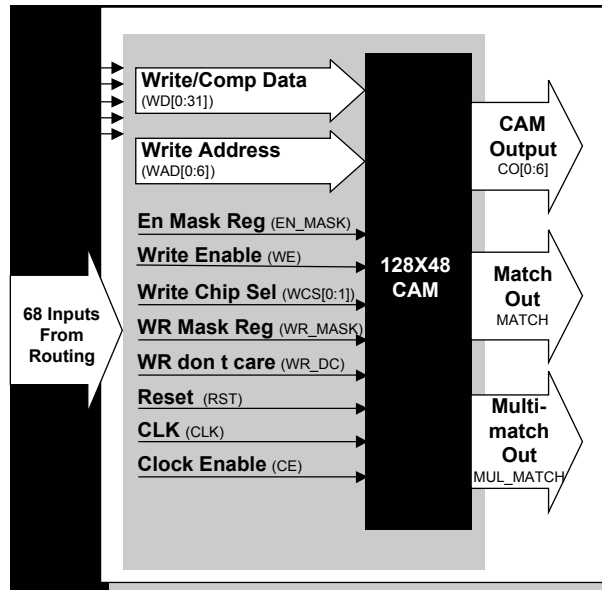 Write/Comp Data
(WD[0:31])
Write Address
(WAD[0:6])
En Mask Reg (EN_MASK)
Write Enable (WE)
Write Chip Sel (WCS[0:1])
WR Mask Reg (WR_MASK)
WR don t care (WR_DC)
Reset (RST)
CLK (CLK)
Clock Enable (CE)
68 Inputs
From
Routing
128X48
CAM
CAM
Output
CO[0:6]
Match
Out
MATCH
Multi-
match
Out
MUL_MATCH